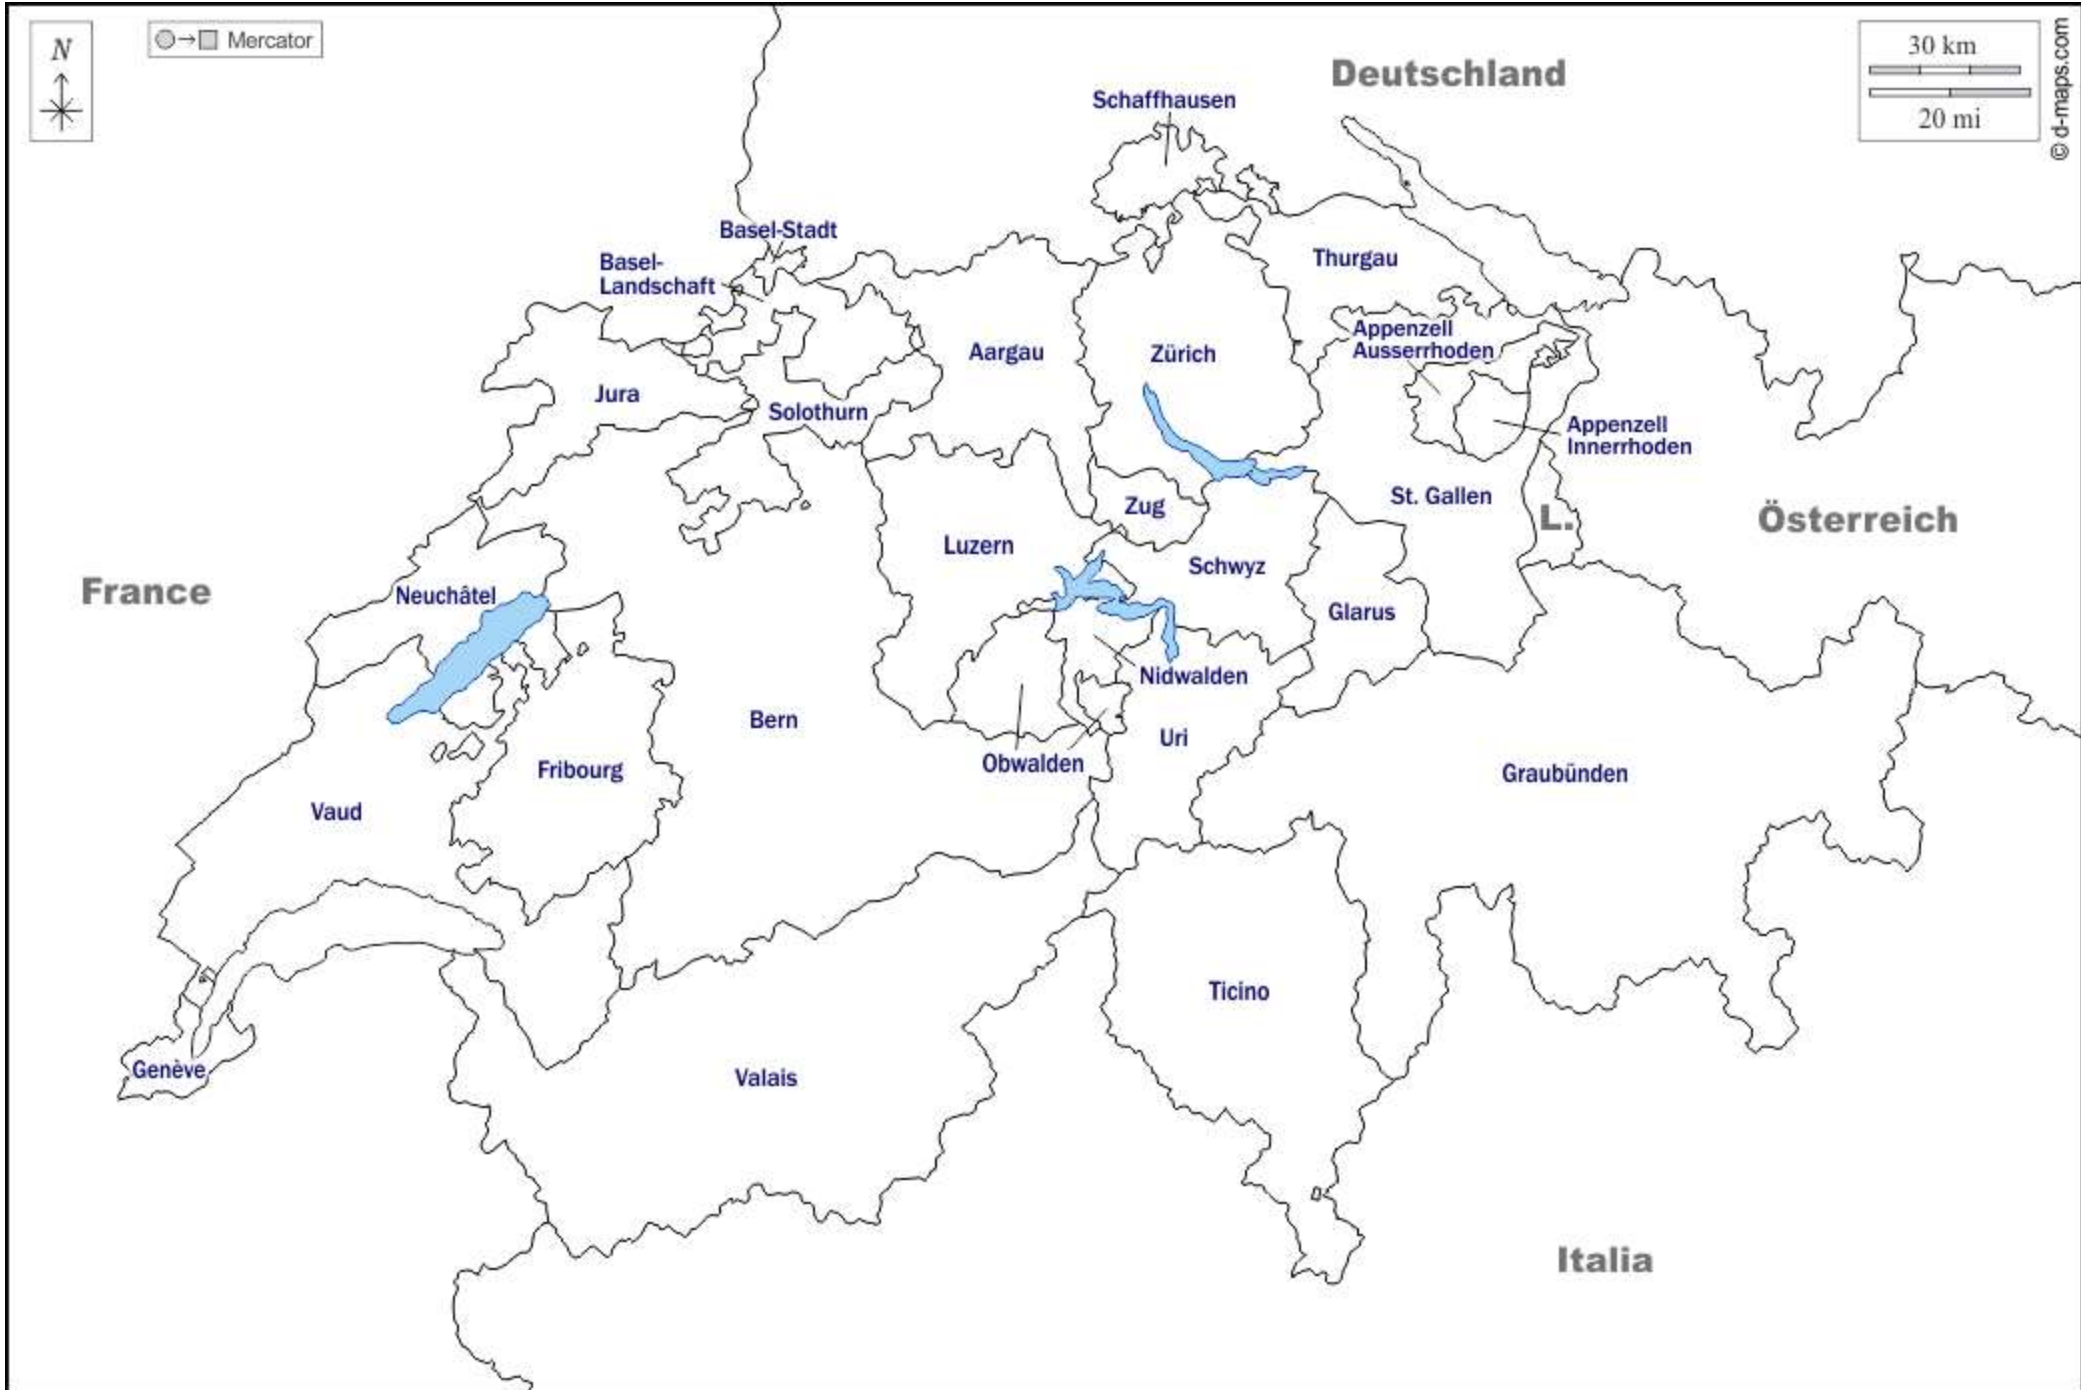 N
Mercator
30 km
20 mi
© d-maps.com
Deutschland
Schaffhausen
Basel-Stadt
Basel-
Landschaft
Thurgau
Appenzell
Ausserrhoden
Aargau
Zürich
Jura
Solothurn
Appenzell
Innerrhoden
Zug
St. Gallen
L.
Österreich
Luzern
Schwyz
France
Neuchâtel
Glarus
Nidwalden
Bern
Uri
Obwalden
Fribourg
Graubünden
Vaud
Ticino
Genève
Valais
Italia